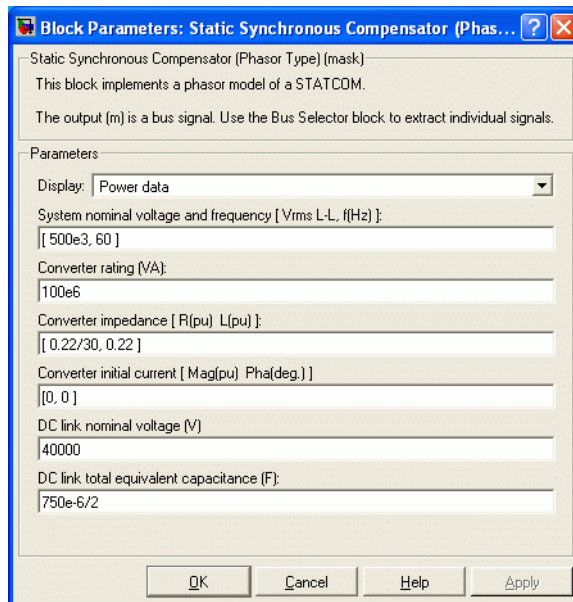 Block Parameters: Static Synchronous Compensator (Phas...
Static Synchronous Compensator (Phasor Type) (mask)
This block implements a phasor model of a STATCOM.
The output (m) is a bus signal. Use the Bus Selector block to extract individual signals.
Parameters
Display: Power data
System nominal voltage and frequency [ Vrms L-L, f(Hz) ]:
[ 500e3, 60 ]
Converter rating (VA):
100e6
Converter impedance [ R(pu)  L(pu) ]:
[ 0.22/30, 0.22 ]
Converter initial current [ Mag(pu)  Pha(deg.) ]
[0, 0 ]
DC link nominal voltage (V)
40000
DC link total equivalent capacitance (F):
750e-6/2
OK Cancel Help Apply